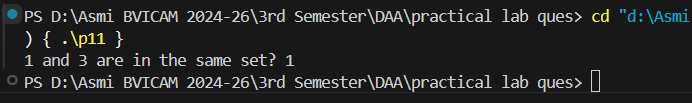 PS D:\Asmi BVICAM 2024-26\3rd Semester\DAA\practical lab ques> cd "d:\Asmi
) { .\p11 }
1 and 3 are in the same set? 1
PS D:\Asmi BVICAM 2024-26\3rd Semester\DAA\practical lab ques>